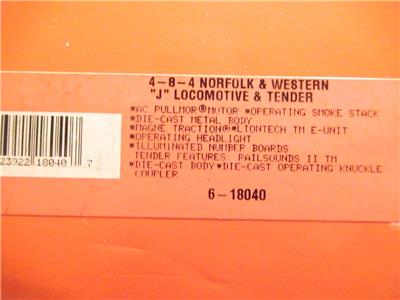 4-8-4 NORFOLK & WESTERN
"J" LOCOMOTIVE & TENDER
*AC PULLMOR® MOTOR *OPERATING SMOKE STACK
*DIE-CAST METAL BODY
*MAGNE TRACTION®*LIONTECH TM E-UNIT
*OPERATING HEADLIGHT
*ILLUMINATED NUMBER BOARDS
TENDER FEATURES: RAILSOUNDS II TM
*DIE-CAST BODY*DIE-CAST OPERATING KNUCKLE
COUPLER
23922 18040 7
6-18040